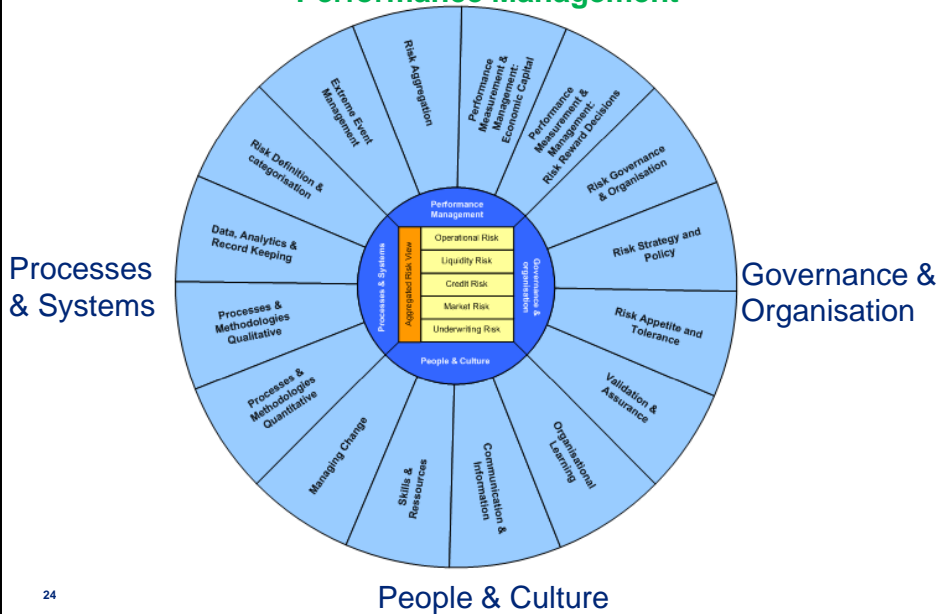 Performance Management
Risk Aggregation
Performance
Measurement &
Management:
Economic Capital
Performance
Measurement &
Management:
Risk Reward Decisions
Risk Governance
& Organisation
Risk Strategy and
Policy
Risk Appetite and
Tolerance
Validation &
Assurance
Organisational
Learning
Communication &
Information
Skills &
Ressources
Managing Change
Processes &
Methodologies
Quantitative
Processes &
Methodologies
Qualitative
Data, Analytics &
Record Keeping
Risk Definition &
categorisation
Extreme Event
Management
Performance
Management
Processes & Systems
Aggregated Risk View
Operational Risk
Liquidity Risk
Credit Risk
Market Risk
Underwriting Risk
Governance &
organisation
People & Culture
Processes
& Systems
Governance &
Organisation
24
People & Culture